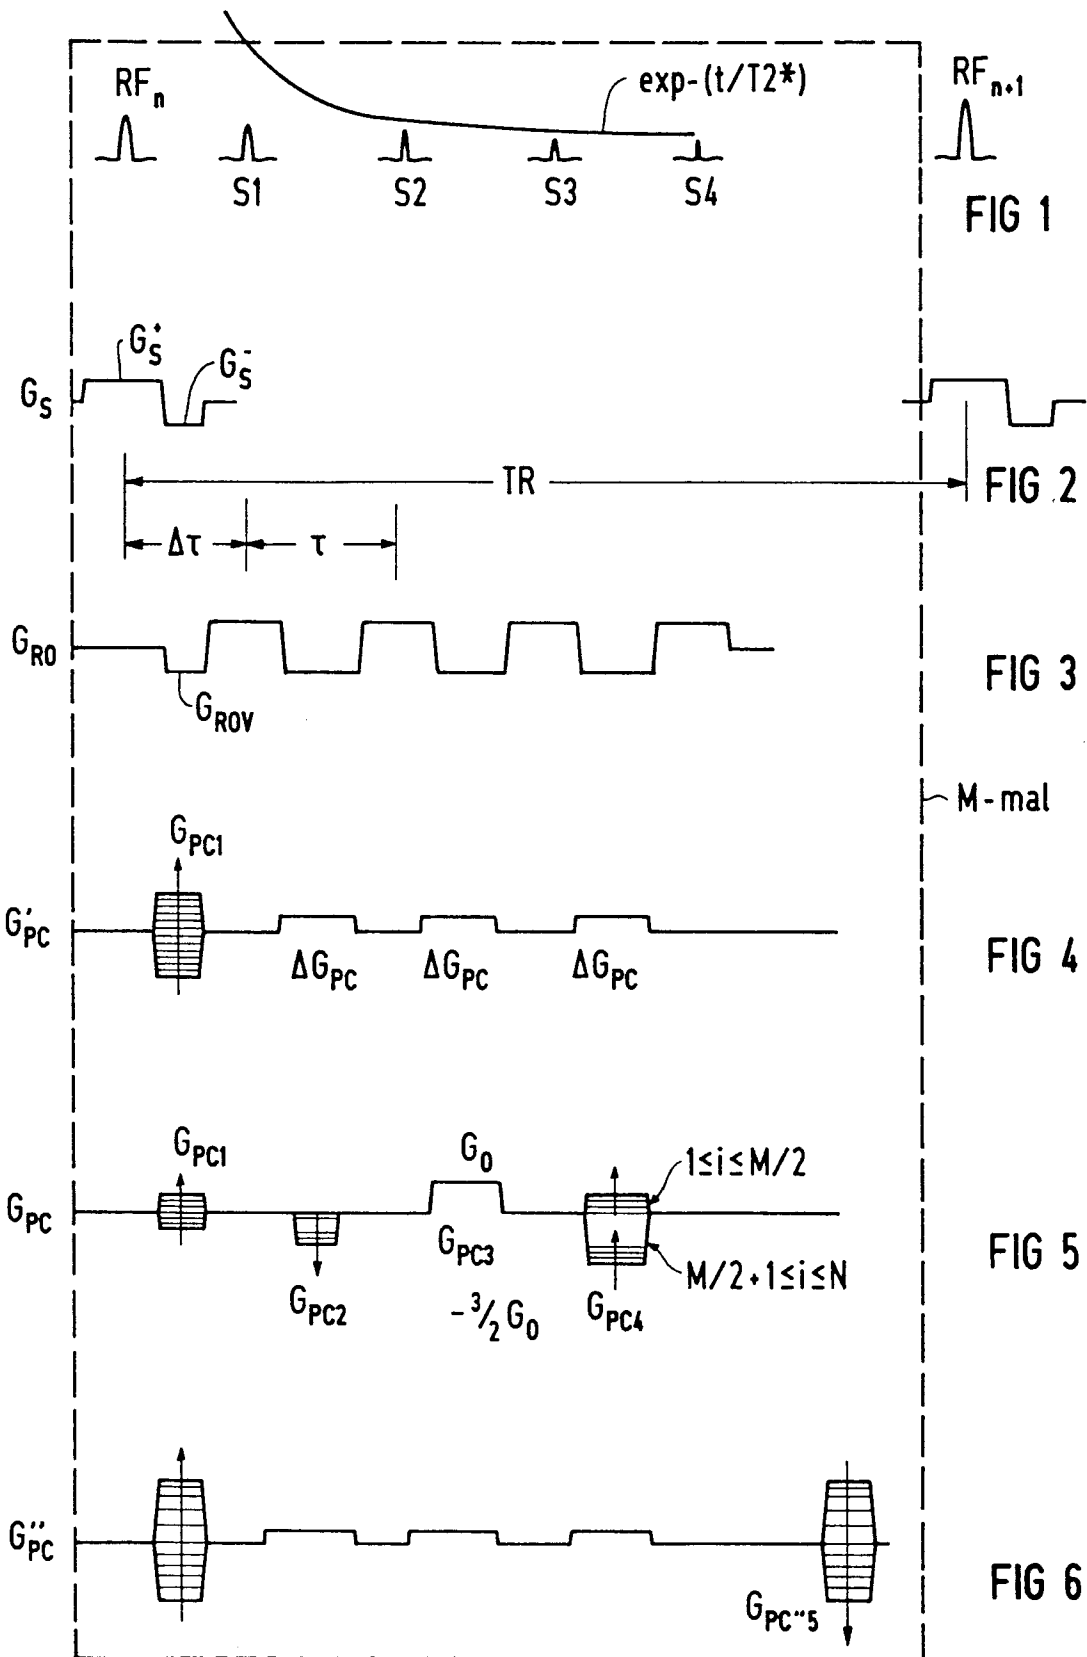 exp-(t/T2*)
RFn
RFn+1
S1
S2
S3
S4
FIG 1
GS+
GS-
GS
TR
FIG 2
Δτ
τ
GRO
GROV
FIG 3
M-mal
GPC1
G'PC
ΔGPC
ΔGPC
ΔGPC
FIG 4
GPC1
G0
1≤i≤M/2
GPC
GPC3
FIG 5
M/2+1≤i≤N
GPC2
-3/2 G0
GPC4
G''PC
FIG 6
GPC''5